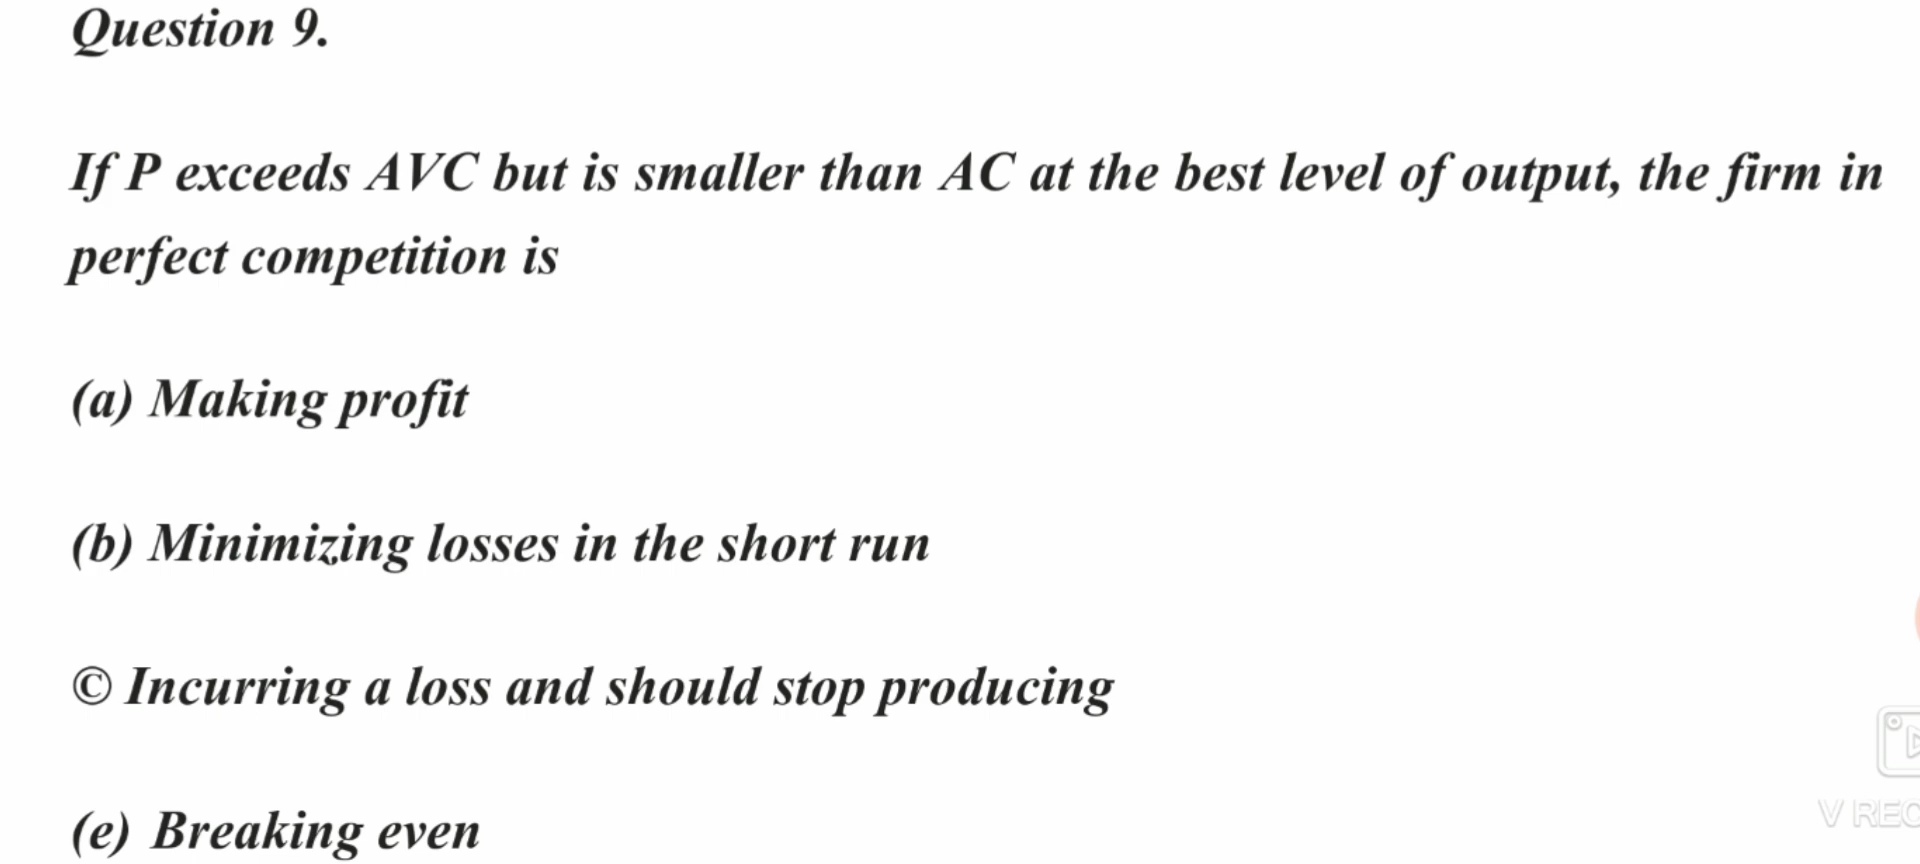 Question 9.
If P exceeds AVC but is smaller than AC at the best level of output, the firm in
perfect competition is
(a) Making profit
(b) Minimizing losses in the short run
© Incurring a loss and should stop producing
V REC
(e) Breaking even